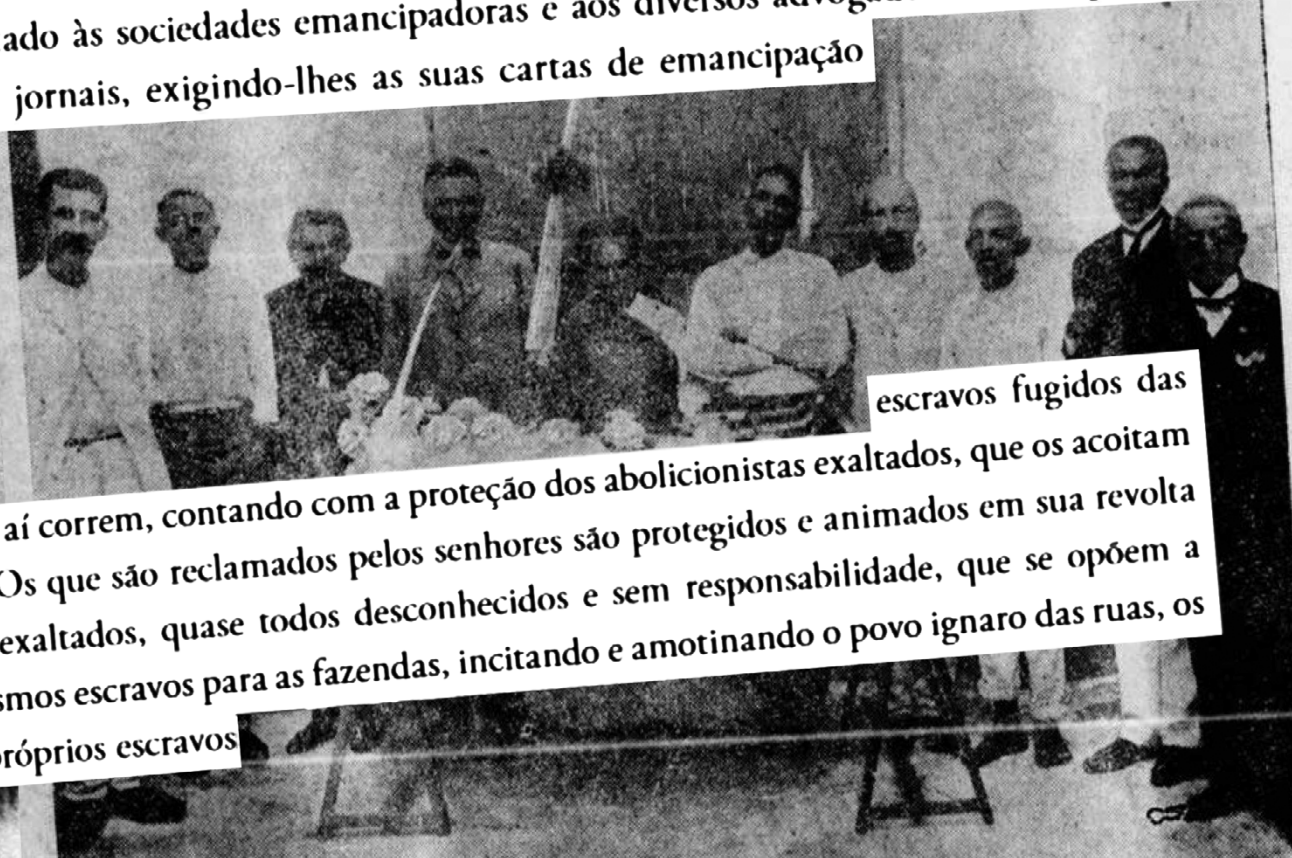 às sociedades emancipadoras e aos diversos
jornais, exigindo-lhes as suas cartas de emancipação
escravos fugidos das
aí correm, contando com a proteção dos abolicionistas exaltados, que os acoitam
Os que são reclamados pelos senhores são protegidos e animados em sua revolta
exaltados, quase todos desconhecidos e sem responsabilidade, que se opõem a
escravos para as fazendas, incitando e amotinando o povo ignaro das ruas, os
próprios escravos